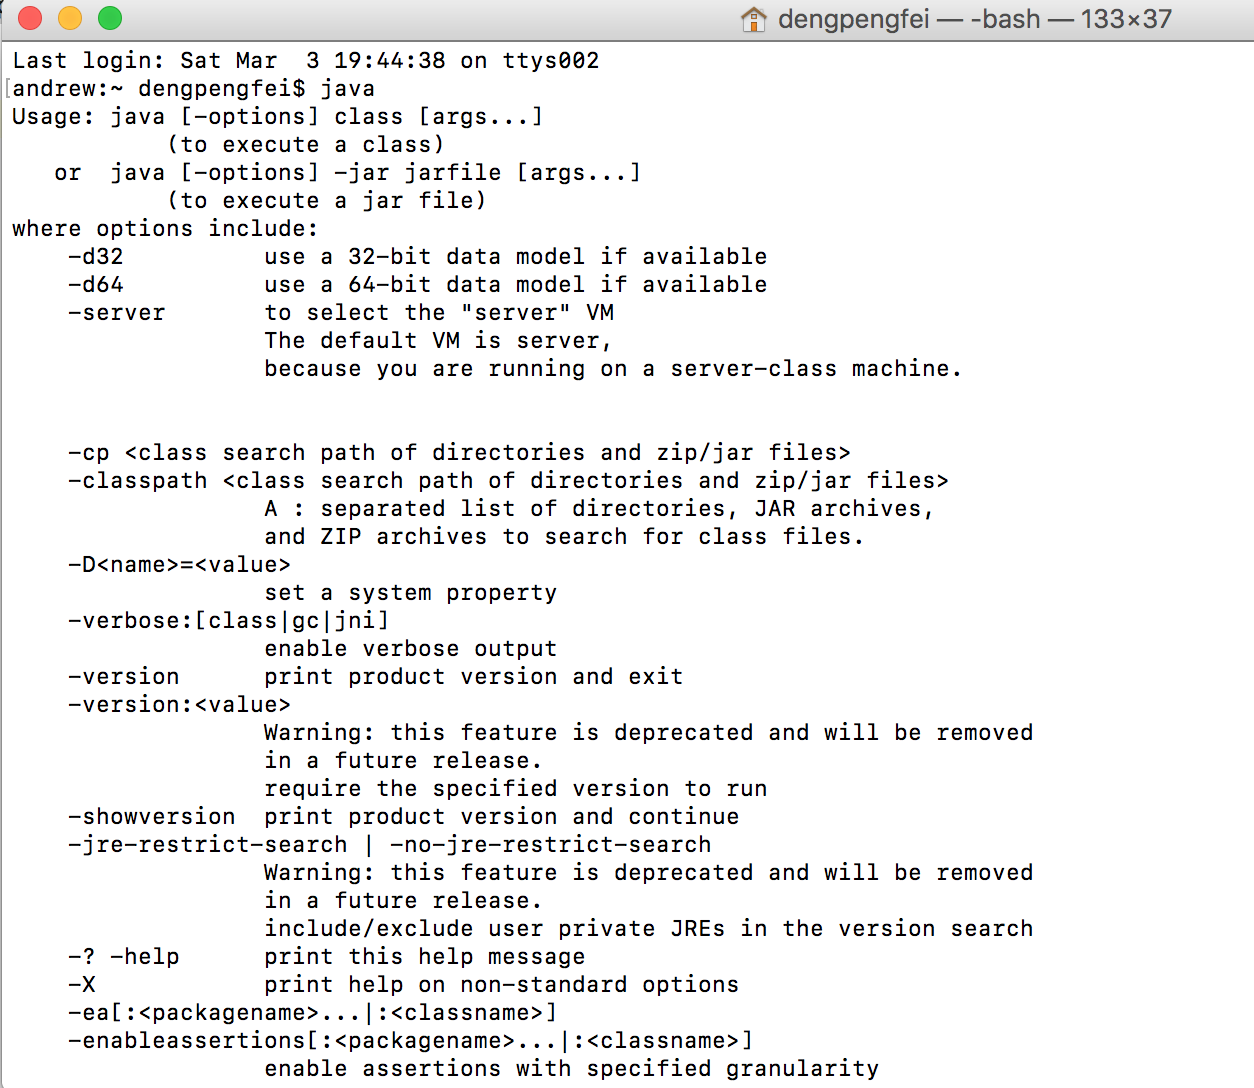 dengpengfei — -bash — 133×37
Last login: Sat Mar  3 19:44:38 on ttys002
[andrew:~ dengpengfei$ java
Usage: java [-options] class [args...]
           (to execute a class)
   or  java [-options] -jar jarfile [args...]
           (to execute a jar file)
where options include:
    -d32          use a 32-bit data model if available
    -d64          use a 64-bit data model if available
    -server       to select the "server" VM
                  The default VM is server,
                  because you are running on a server-class machine.
    -cp <class search path of directories and zip/jar files>
    -classpath <class search path of directories and zip/jar files>
                  A : separated list of directories, JAR archives,
                  and ZIP archives to search for class files.
    -D<name>=<value>
                  set a system property
    -verbose:[class|gc|jni]
                  enable verbose output
    -version      print product version and exit
    -version:<value>
                  Warning: this feature is deprecated and will be removed
                  in a future release.
                  require the specified version to run
    -showversion  print product version and continue
    -jre-restrict-search | -no-jre-restrict-search
                  Warning: this feature is deprecated and will be removed
                  in a future release.
                  include/exclude user private JREs in the version search
    -? -help      print this help message
    -X            print help on non-standard options
    -ea[:<packagename>...|:<classname>]
    -enableassertions[:<packagename>...|:<classname>]
                  enable assertions with specified granularity